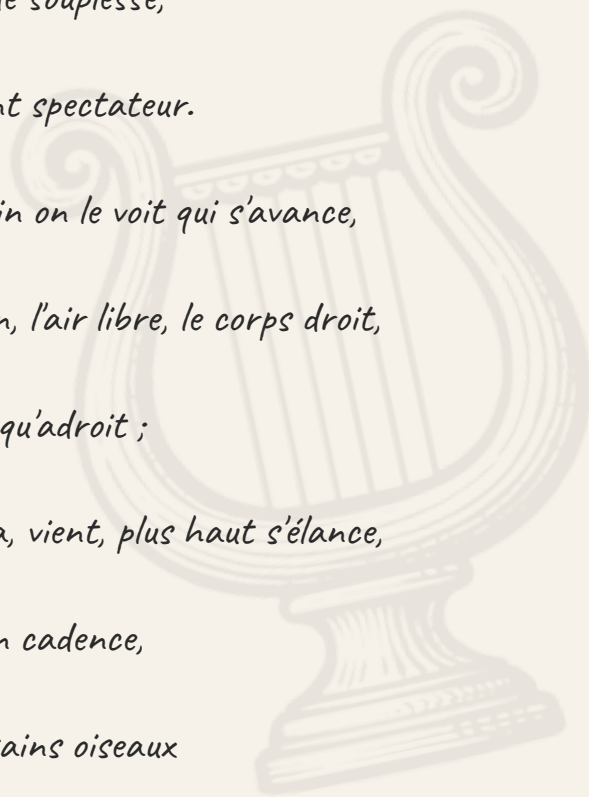 souplesse,
spectateur.
on le voit qui s'avance,
l'air libre, le corps droit,
qu'adroit ;
vient, plus haut s'élance,
cadence,
oiseaux